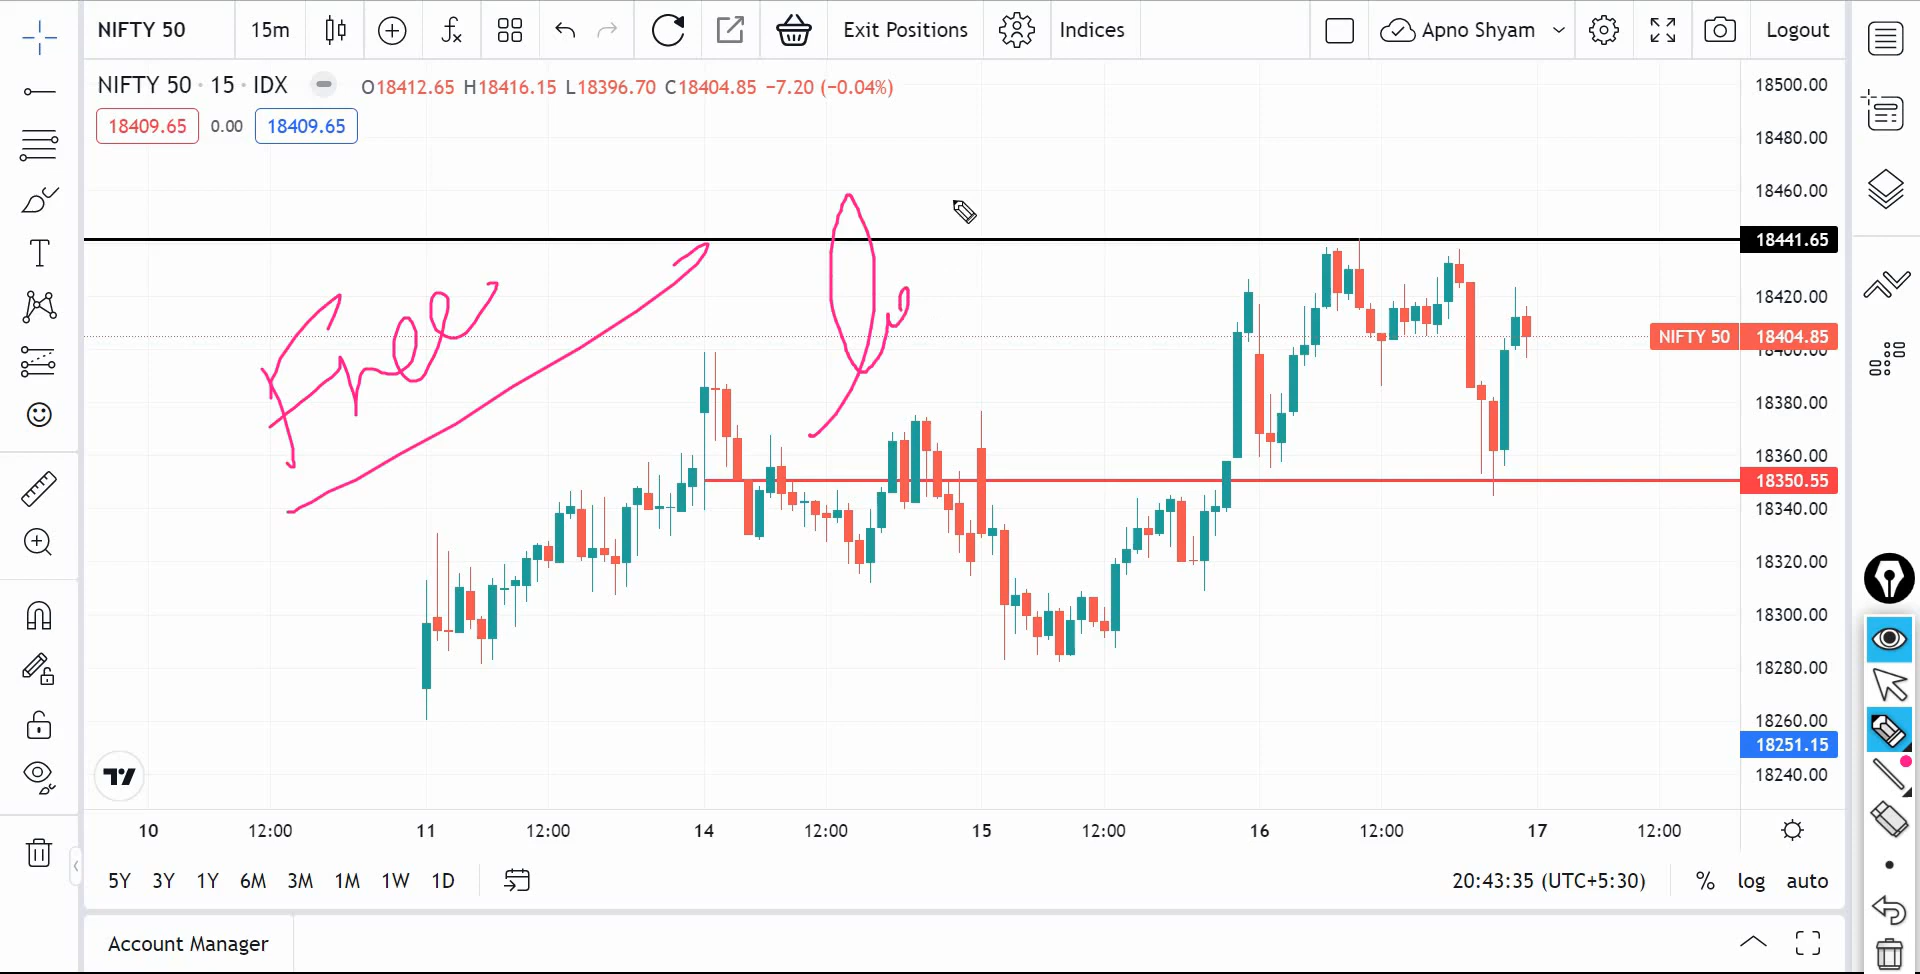 NIFTY 50 15m Exit Positions Indices Apno Shyam Logout
NIFTY 50 · 15 · IDX O18412.65 H18416.15 L18396.70 C18404.85 −7.20 (−0.04%)
18409.65 0.00 18409.65
18500.00
18480.00
18460.00
18441.65
18420.00
NIFTY 50 18404.85
18400.00
18380.00
18360.00
18350.55
18340.00
18320.00
18300.00
18280.00
18260.00
18251.15
18240.00
Free
10 12:00 11 12:00 14 12:00 15 12:00 16 12:00 17 12:00
5Y 3Y 1Y 6M 3M 1M 1W 1D 20:43:35 (UTC+5:30) % log auto
Account Manager